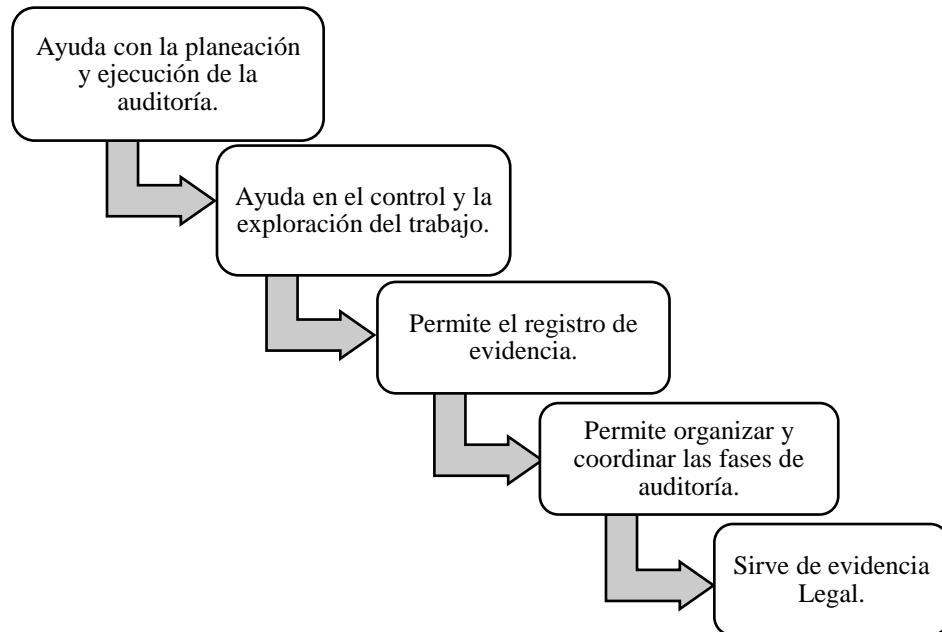 Ayuda con la planeación
y ejecución de la
auditoría.
Ayuda en el control y la
exploración del trabajo.
Permite el registro de
evidencia.
Permite organizar y
coordinar las fases de
auditoría.
Sirve de evidencia
Legal.